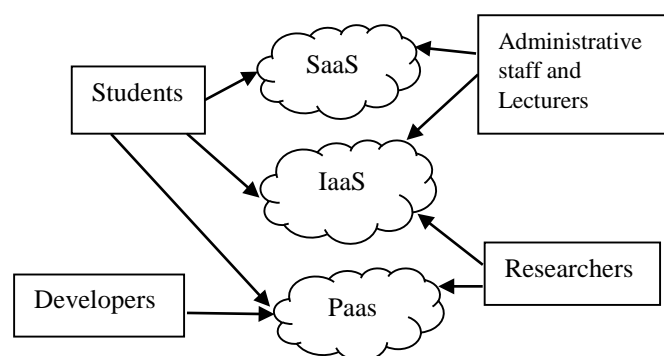 SaaS
Administrative
staff and
Lecturers
Students
IaaS
Researchers
Developers
Paas